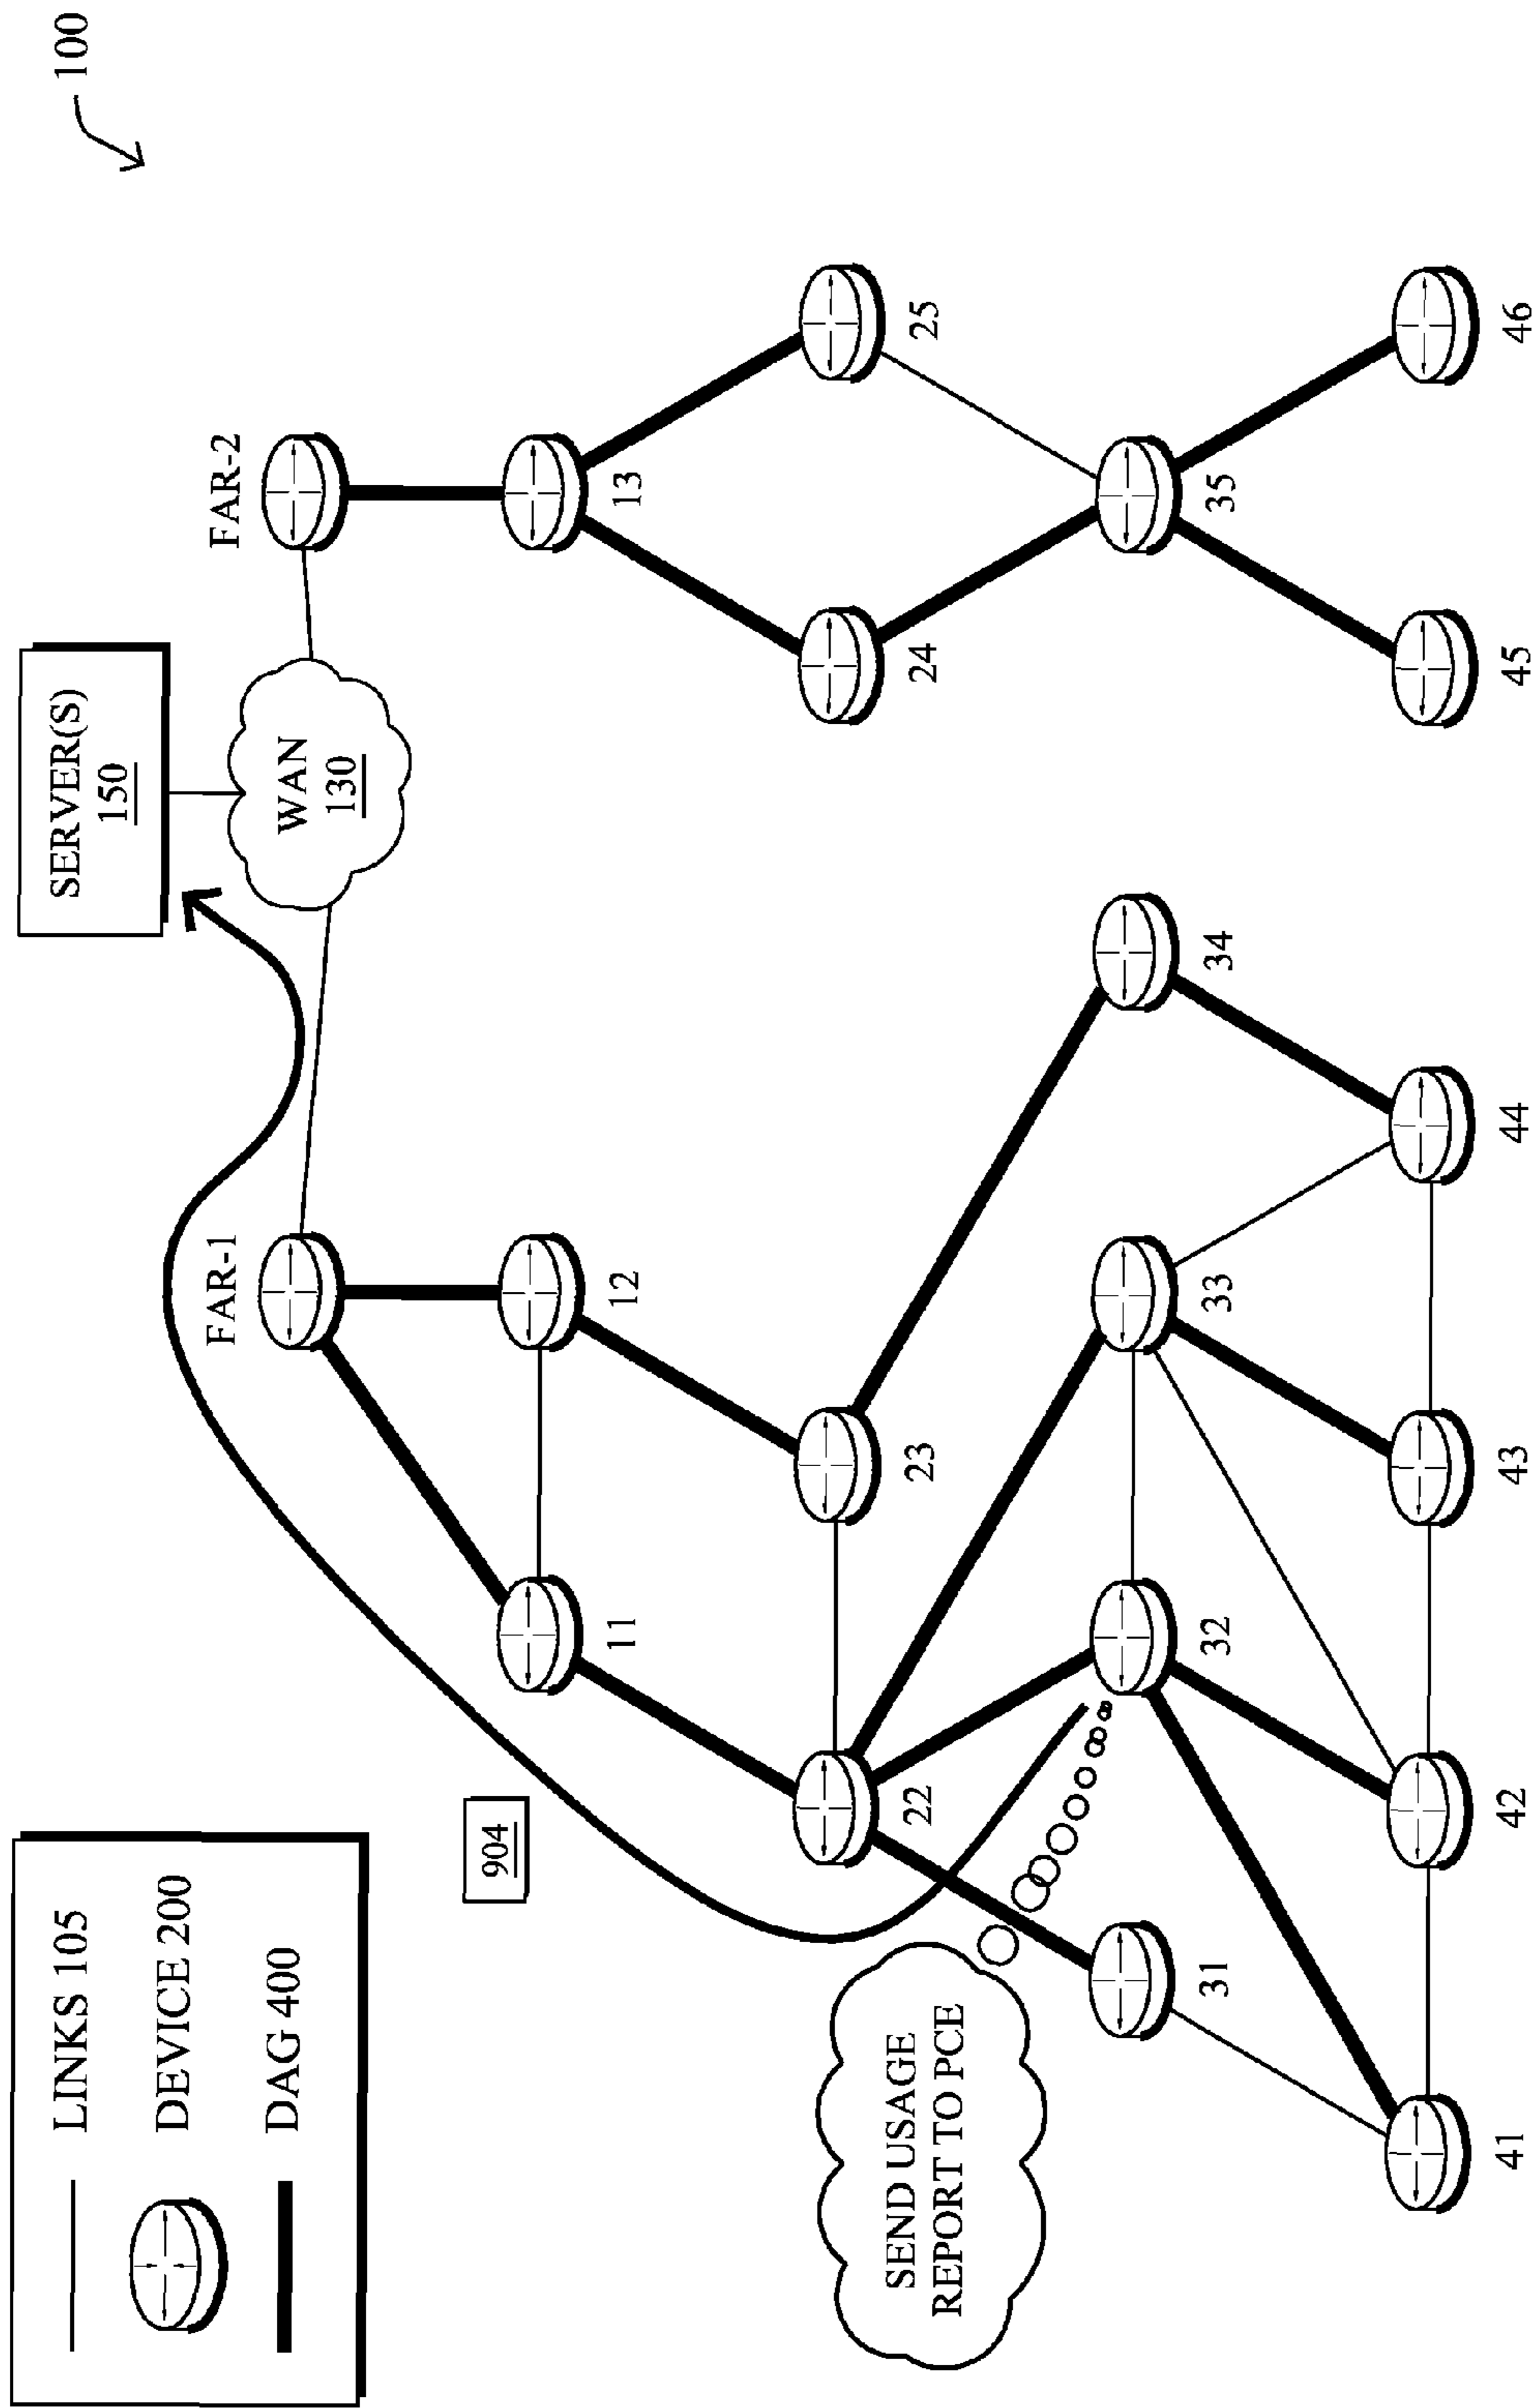 LINKS 105
DEVICE 200
DAG 400
SERVER(S)
150
100
WAN
130
FAR-1
FAR-2
904
11
12
13
22
23
24
25
SEND USAGE
REPORT TO PCE
31
32
33
34
35
41
42
43
44
45
46